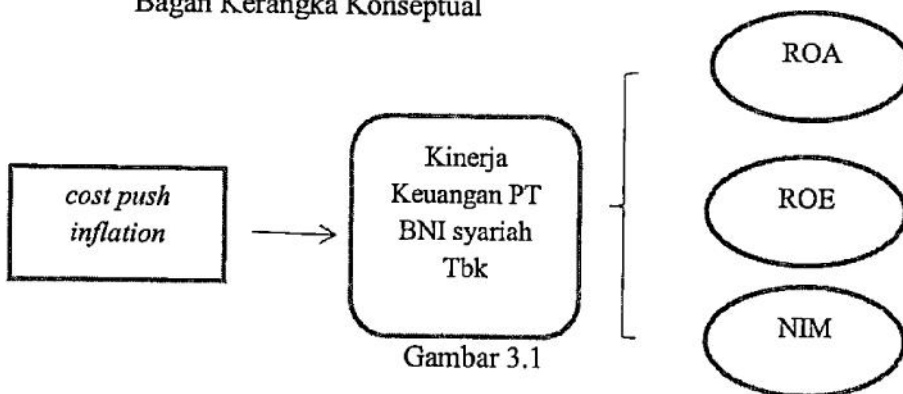 Bagan Kerangka Konseptual
cost push
inflation
Kinerja
Keuangan PT
BNI syariah
Tbk
ROA
ROE
NIM
Gambar 3.1